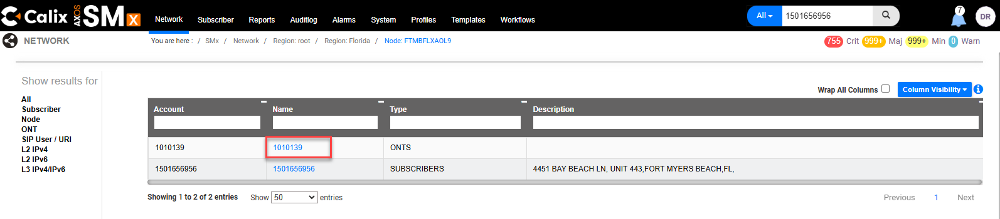 Calix AXOS SMx
Network Subscriber Reports Auditlog Alarms System Profiles Templates Workflows
All 1501656956 7 DR
NETWORK
You are here : / SMx / Network / Region: root / Region: Florida / Node: FTMBFLXAOL9
755 Crit 999+ Maj 999+ Min 0 Warn
Show results for
All
Subscriber
Node
ONT
SIP User / URI
L2 IPv4
L2 IPv6
L3 IPv4/IPv6
Wrap All Columns Column Visibility i
Account Name Type Description
1010139 1010139 ONTS
1501656956 1501656956 SUBSCRIBERS 4451 BAY BEACH LN, UNIT 443,FORT MYERS BEACH,FL,
Showing 1 to 2 of 2 entries Show 50 entries Previous 1 Next